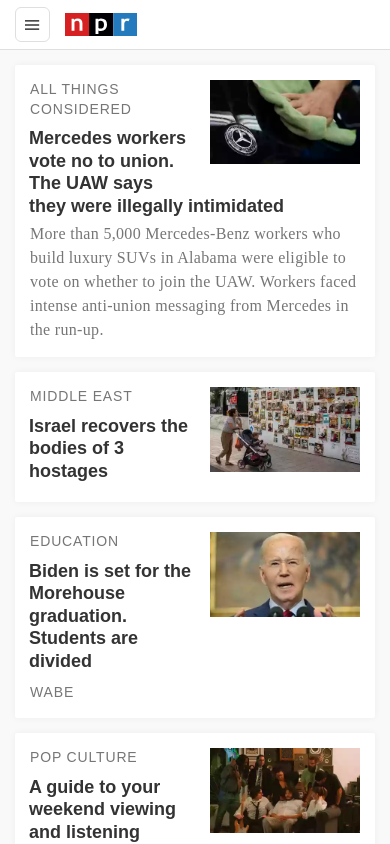 npr
ALL THINGS
CONSIDERED
Mercedes workers
vote no to union.
The UAW says
they were illegally intimidated
More than 5,000 Mercedes-Benz workers who
build luxury SUVs in Alabama were eligible to
vote on whether to join the UAW. Workers faced
intense anti-union messaging from Mercedes in
the run-up.
MIDDLE EAST
Israel recovers the
bodies of 3
hostages
EDUCATION
Biden is set for the
Morehouse
graduation.
Students are
divided
WABE
POP CULTURE
A guide to your
weekend viewing
and listening